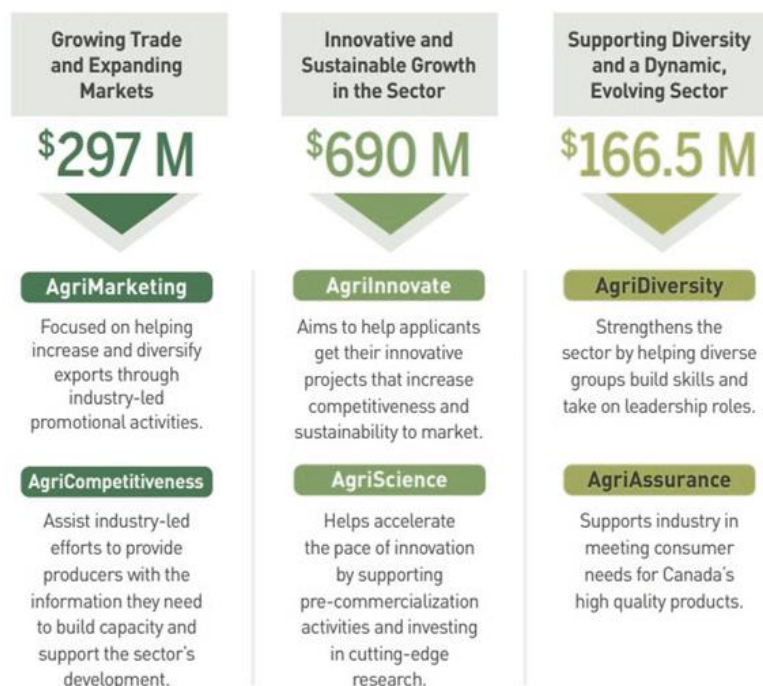 Growing Trade
and Expanding
Markets
$297 M
AgriMarketing
Focused on helping
increase and diversify
exports through
industry-led
promotional activities.
AgriCompetitiveness
Assist industry-led
efforts to provide
producers with the
information they need
to build capacity and
support the sector's
development.
Innovative and
Sustainable Growth
in the Sector
$690 M
AgriInnovate
Aims to help applicants
get their innovative
projects that increase
competitiveness and
sustainability to market.
AgriScience
Helps accelerate
the pace of innovation
by supporting
pre-commercialization
activities and investing
in cutting-edge
research.
Supporting Diversity
and a Dynamic,
Evolving Sector
$166.5 M
AgriDiversity
Strengthens the
sector by helping diverse
groups build skills and
take on leadership roles.
AgriAssurance
Supports industry in
meeting consumer
needs for Canada's
high quality products.